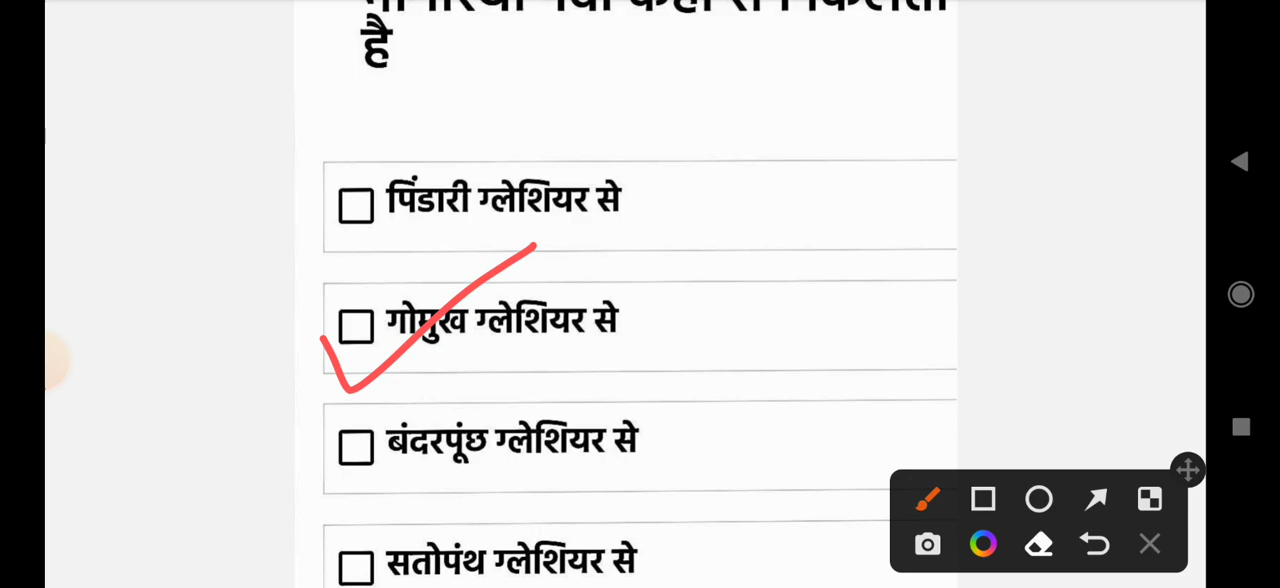 है
पिंडारी ग्लेशियर से
गोमुख ग्लेशियर से
बंदरपूंछ ग्लेशियर से
सतोपंथ ग्लेशियर से